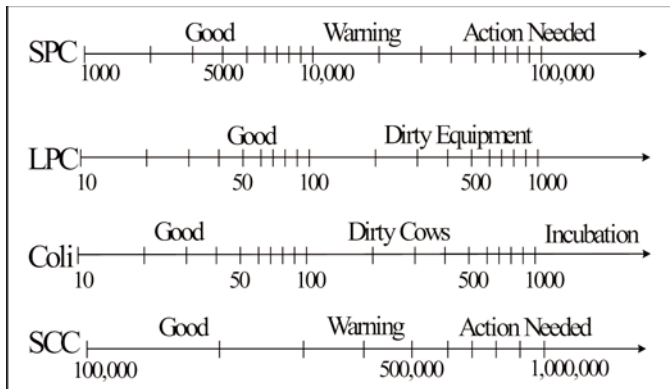 Good Warning Action Needed
SPC
1000 5000 10,000 100,000
Good Dirty Equipment
LPC
10 50 100 500 1000
Good Dirty Cows Incubation
Coli
10 50 100 500 1000
Good Warning Action Needed
SCC
100,000 500,000 1,000,000